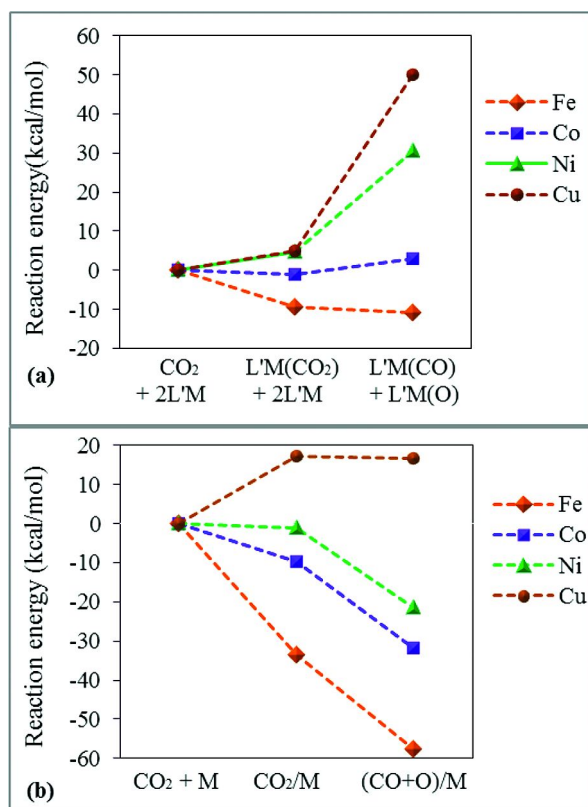 60
50
40
30
20
10
0
-10
-20
Reaction energy(kcal/mol)
Fe
Co
Ni
Cu
(a)
CO₂ + 2L'M
L'M(CO₂) + 2L'M
L'M(CO) + L'M(O)
20
10
0
-10
-20
-30
-40
-50
-60
Reaction energy (kcal/mol)
Fe
Co
Ni
Cu
(b)
CO₂ + M
CO₂/M
(CO+O)/M